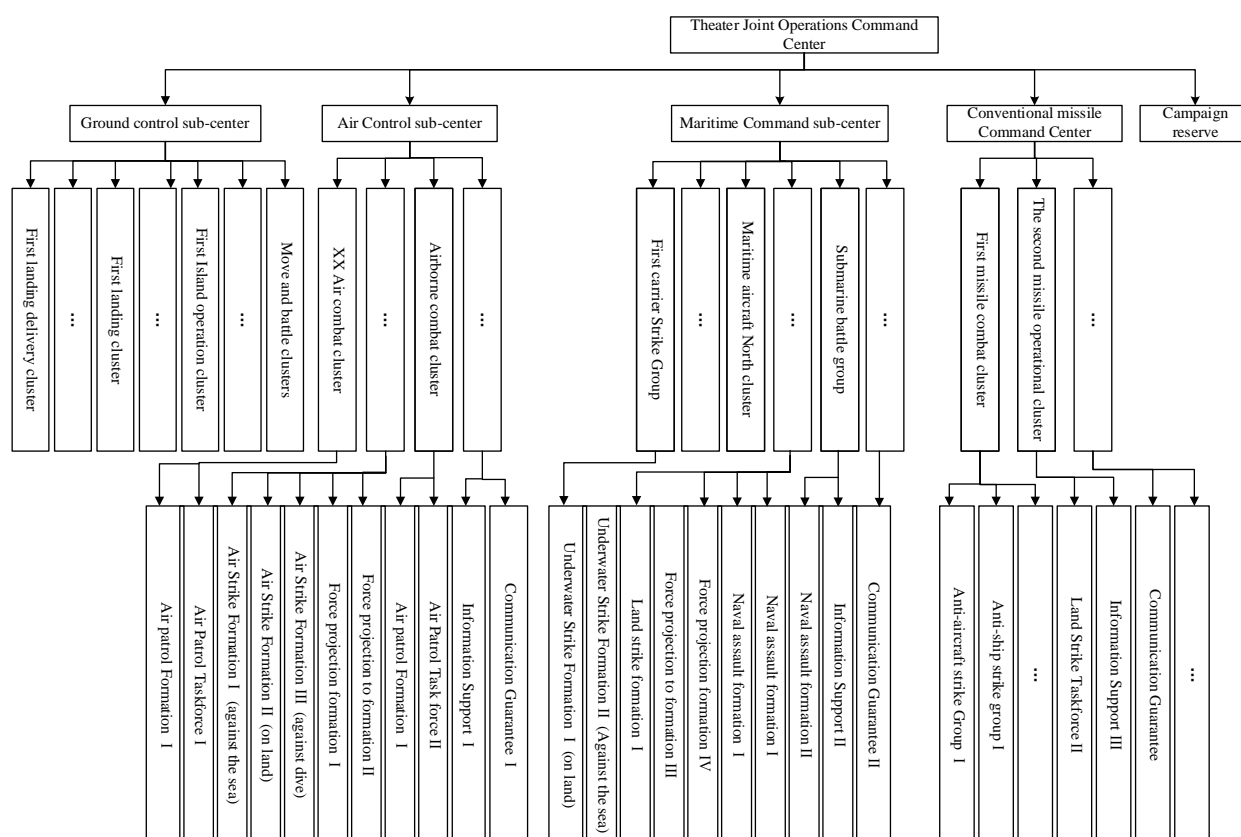 Theater Joint Operations Command
Center
Ground control sub-center
Air Control sub-center
Maritime Command sub-center
Conventional missile
Command Center
Campaign
reserve
First landing delivery cluster
...
First landing cluster
...
First Island operation cluster
...
Move and battle clusters
XX Air combat cluster
...
Airborne combat cluster
...
First carrier Strike Group
...
Maritime aircraft North cluster
...
Submarine battle group
...
First missile combat cluster
The second missile operational cluster
...
Air patrol Formation I
Air Patrol Taskforce I
Air Strike Formation I (against the sea)
Air Strike Formation II (on land)
Air Strike Formation III (against dive)
Force projection formation I
Force projection to formation II
Air patrol Formation I
Air Patrol Task force II
Information Support I
Communication Guarantee I
Underwater Strike Formation I (on land)
Underwater Strike Formation II (Against the sea)
Land strike formation I
Force projection to formation III
Force projection formation IV
Naval assault formation I
Naval assault formation I
Naval assault formation II
Information Support II
Communication Guarantee II
Anti-aircraft strike Group I
Anti-ship strike group I
...
Land Strike Taskforce II
Information Support III
Communication Guarantee
...